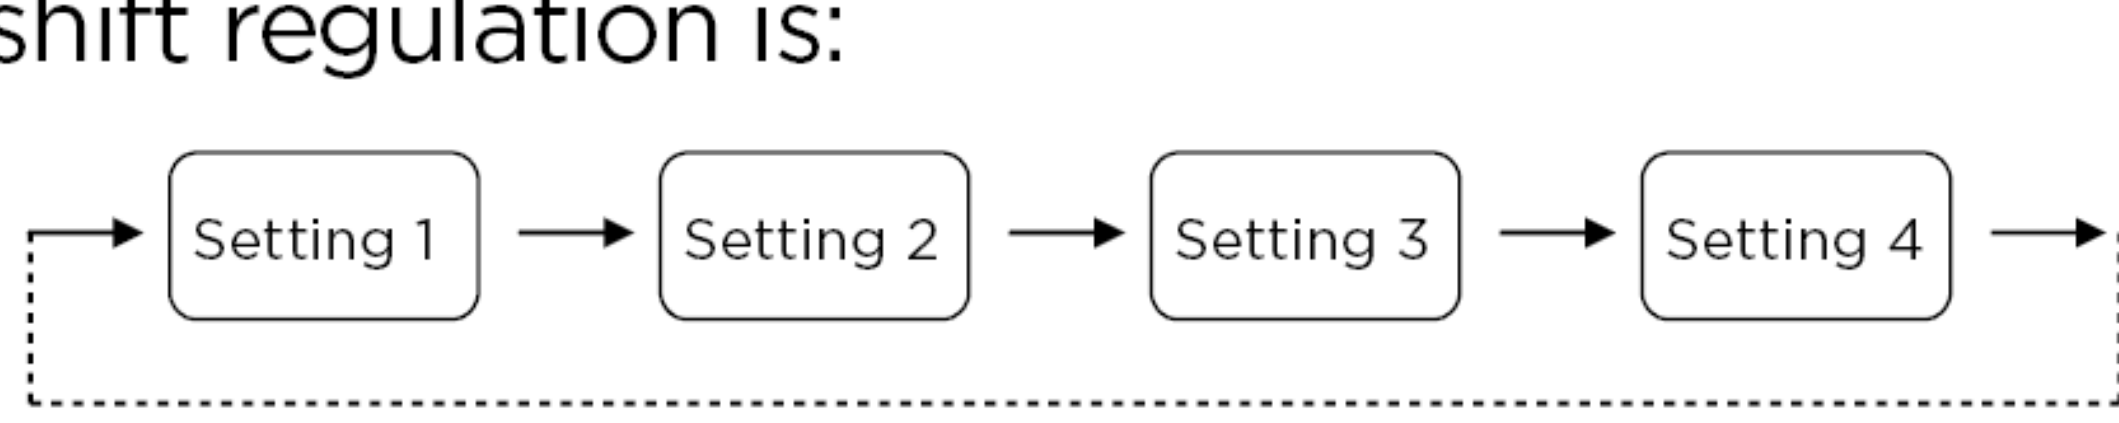 shift regulation is:
Setting 1
Setting 2
Setting 3
Setting 4